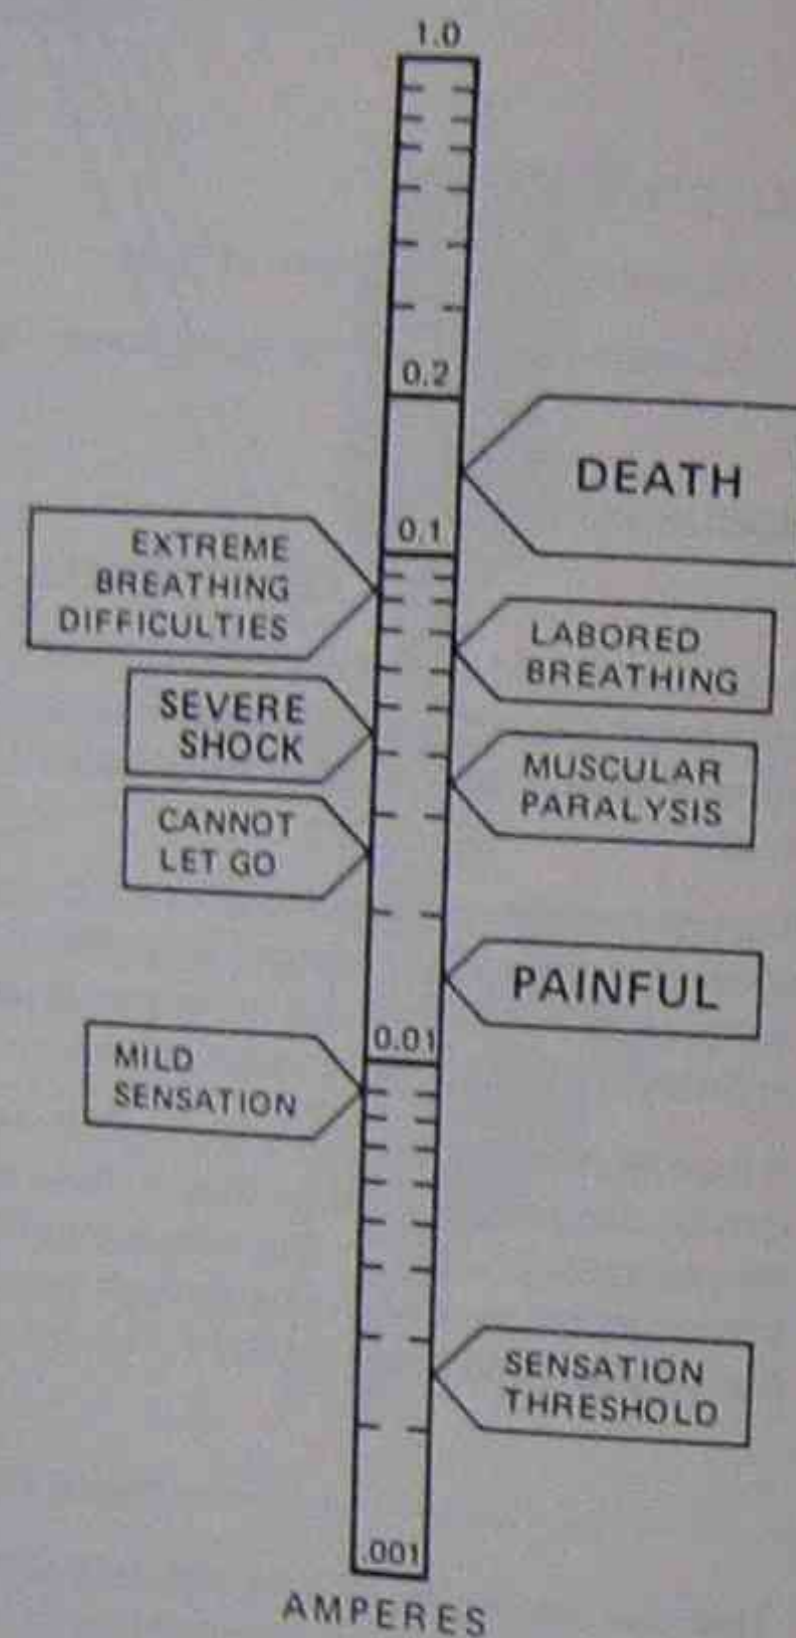 1.0
0.2
DEATH
0.1
EXTREME
BREATHING
DIFFICULTIES
LABORED
BREATHING
SEVERE
SHOCK
MUSCULAR
PARALYSIS
CANNOT
LET GO
PAINFUL
0.01
MILD
SENSATION
SENSATION
THRESHOLD
.001
AMPERES